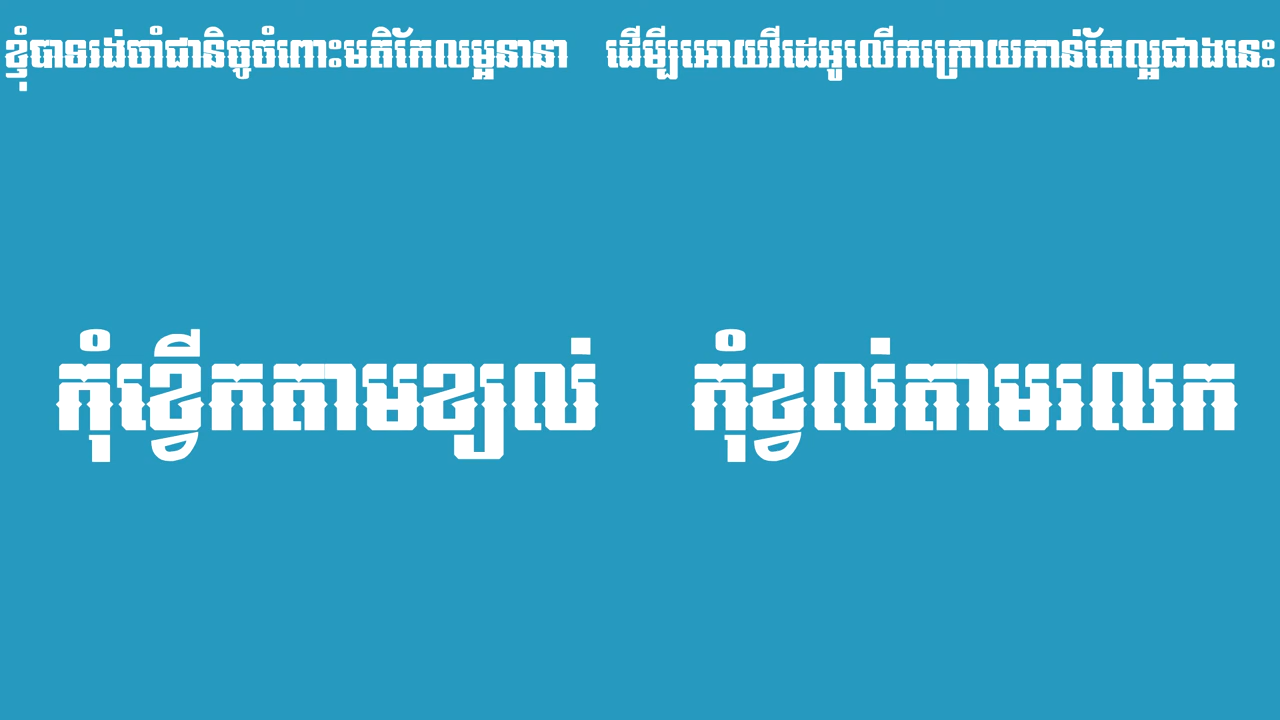 ខ្ញុំបាទរង់ចាំជានិច្ចូចំពោះមតិកែលម្អនានា ដើម្បីអោយវីដេអូលើកក្រោយកាន់តែល្អជាងនេះ
កុំខ្វើកតាមខ្យល់ កុំខ្វល់តាមរលក